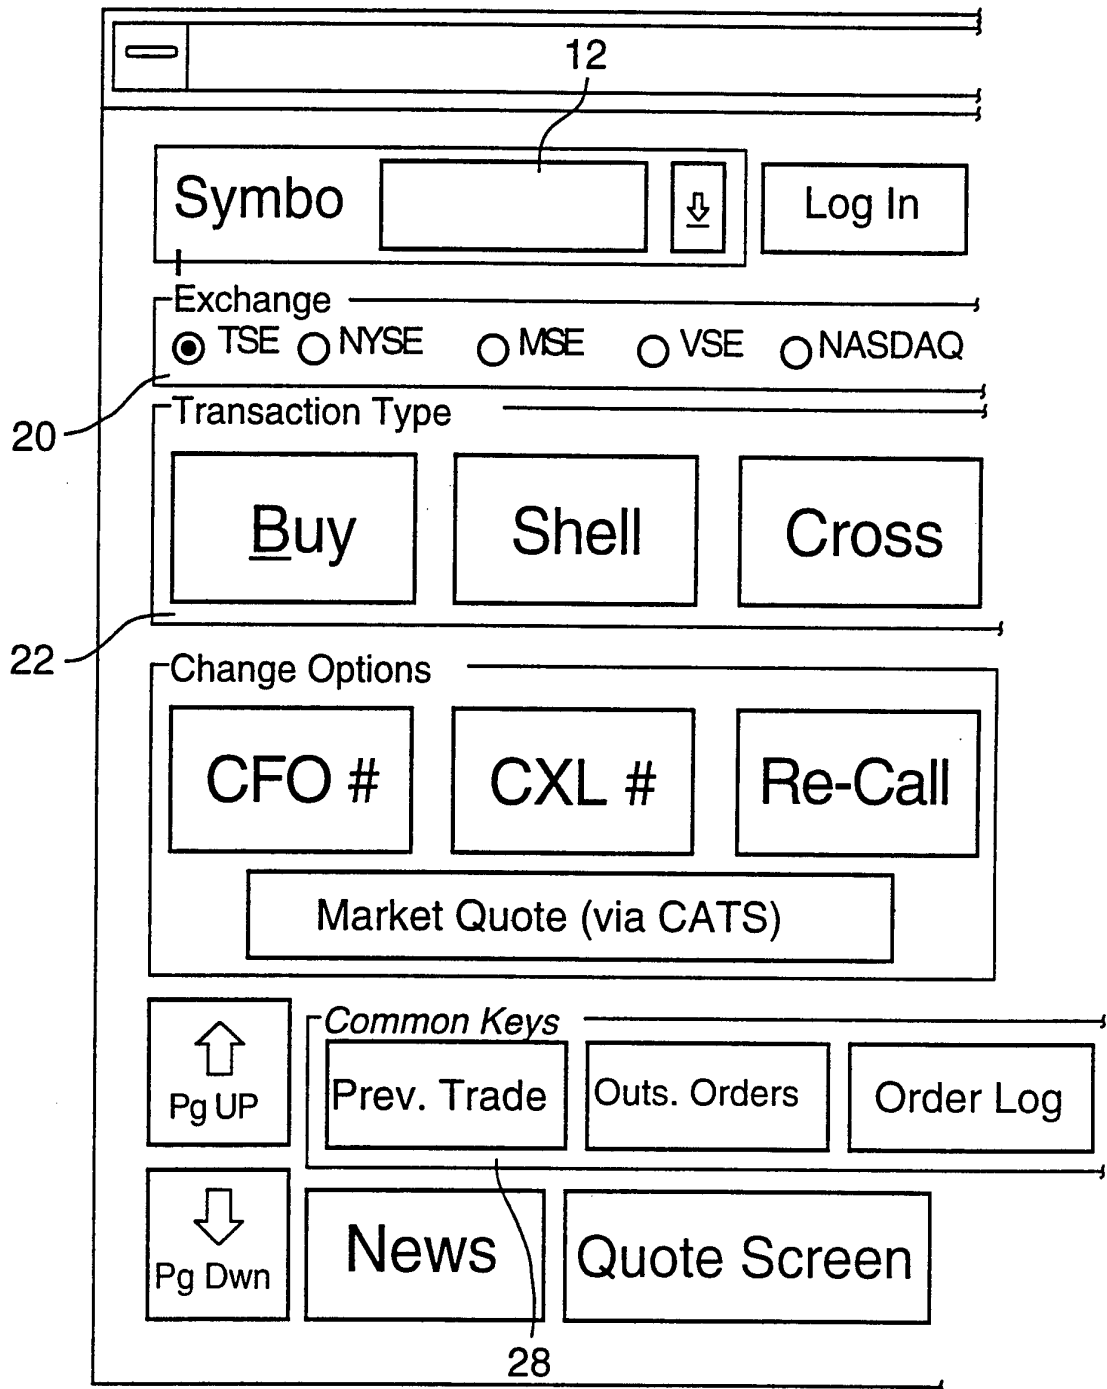 12
Symbo
l
Log In
Exchange
TSE NYSE MSE VSE NASDAQ
20
Transaction Type
Buy Shell Cross
22
Change Options
CFO # CXL # Re-Call
Market Quote (via CATS)
Pg UP
Common Keys
Prev. Trade Outs. Orders Order Log
Pg Dwn
News Quote Screen
28